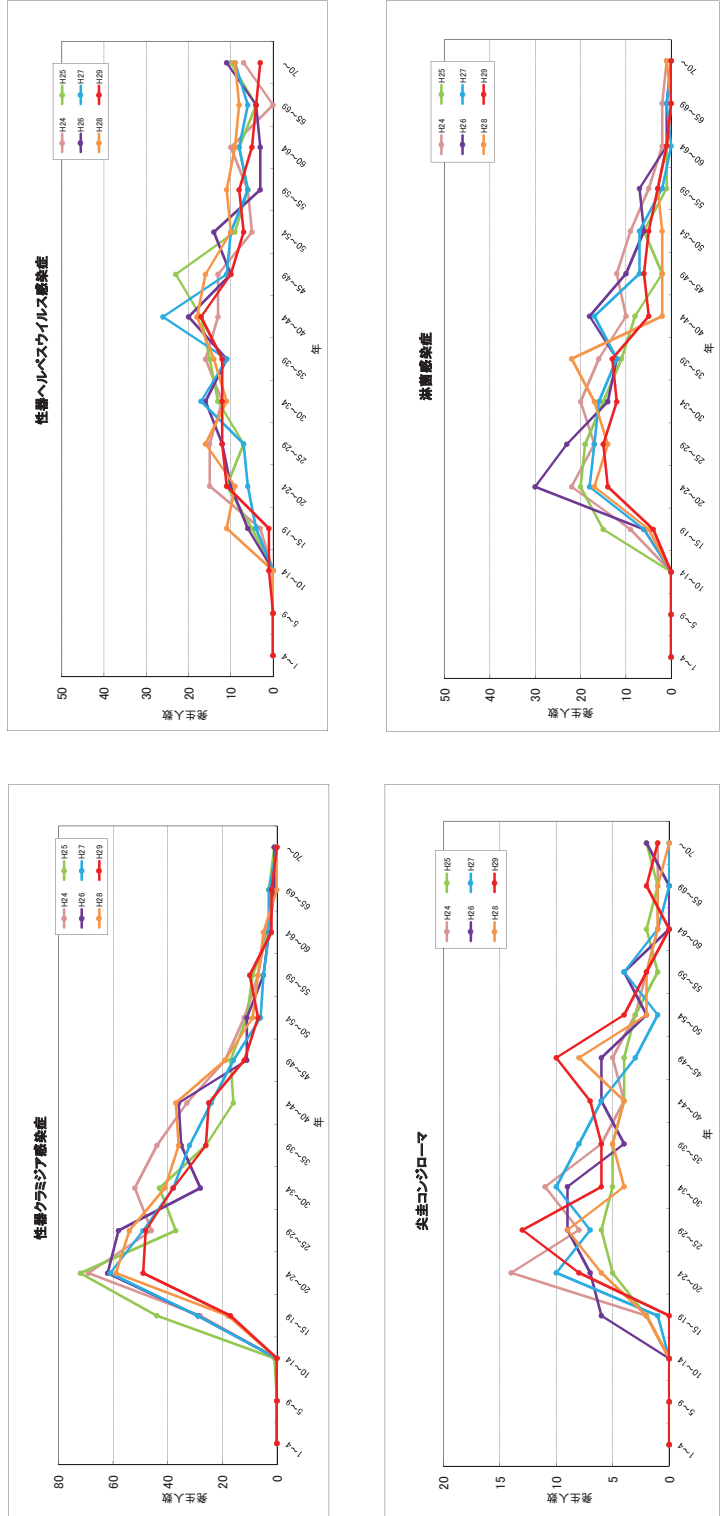 性器クラミジア感染症
H24
H25
H26
H27
H28
H29
発生人数
80
60
40
20
0
1～4
5～9
10～14
15～19
20～24
25～29
30～34
35～39
40～44
45～49
50～54
55～59
60～64
65～69
70～
年
性器ヘルペスウイルス感染症
H24
H25
H26
H27
H28
H29
発生人数
50
40
30
20
10
0
1～4
5～9
10～14
15～19
20～24
25～29
30～34
35～39
40～44
45～49
50～54
55～59
60～64
65～69
70～
年
尖圭コンジローマ
H24
H25
H26
H27
H28
H29
発生人数
20
15
10
5
0
1～4
5～9
10～14
15～19
20～24
25～29
30～34
35～39
40～44
45～49
50～54
55～59
60～64
65～69
70～
年
淋菌感染症
H24
H25
H26
H27
H28
H29
発生人数
50
40
30
20
10
0
1～4
5～9
10～14
15～19
20～24
25～29
30～34
35～39
40～44
45～49
50～54
55～59
60～64
65～69
70～
年